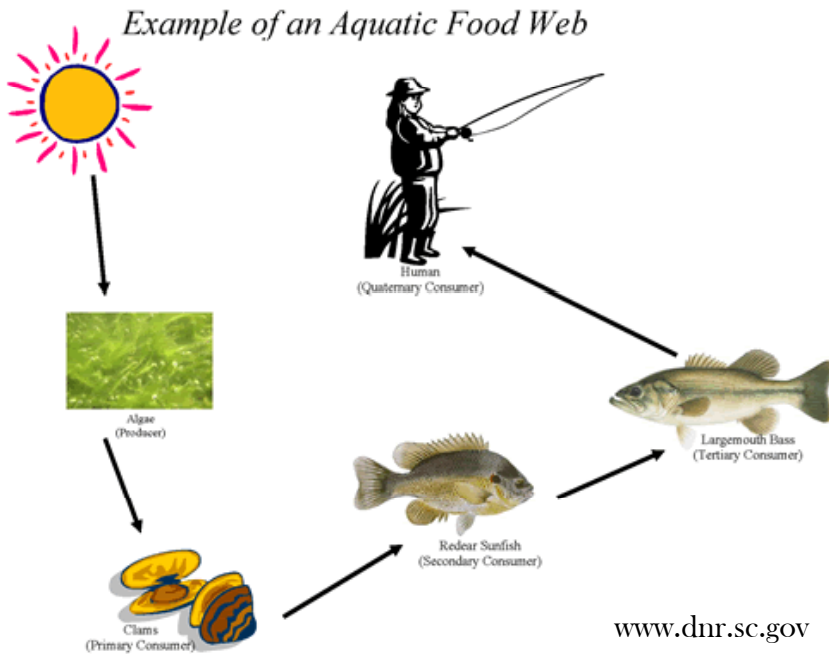 Example of an Aquatic Food Web
Human
(Quaternary Consumer)
Algae
(Producer)
Largemouth Bass
(Tertiary Consumer)
Redear Sunfish
(Secondary Consumer)
Clams
(Primary Consumer)
www.dnr.sc.gov